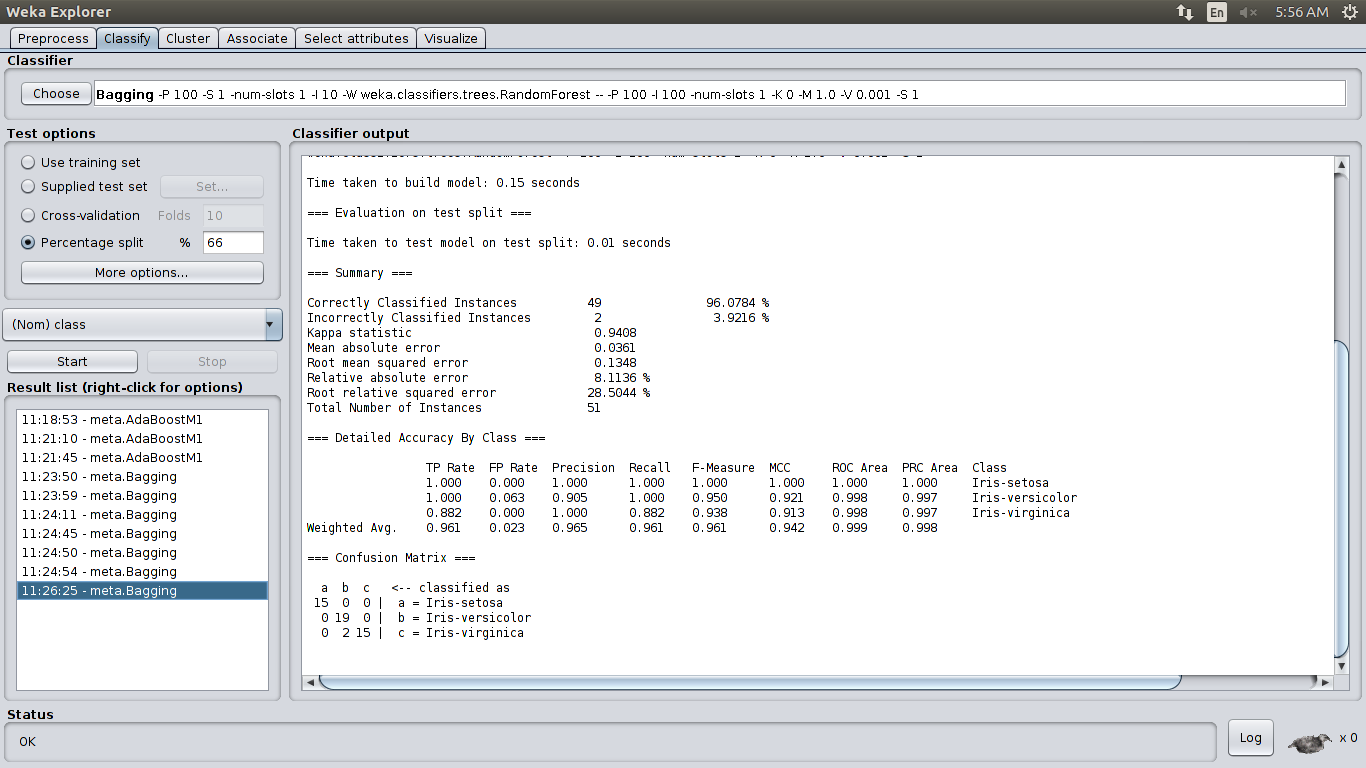 Weka Explorer
En 5:56 AM
Preprocess Classify Cluster Associate Select attributes Visualize
Classifier
Choose Bagging -P 100 -S 1 -num-slots 1 -I 10 -W weka.classifiers.trees.RandomForest -- -P 100 -I 100 -num-slots 1 -K 0 -M 1.0 -V 0.001 -S 1
Test options
Use training set
Supplied test set Set...
Cross-validation Folds 10
Percentage split % 66
More options...
(Nom) class
Start Stop
Result list (right-click for options)
11:18:53 - meta.AdaBoostM1
11:21:10 - meta.AdaBoostM1
11:21:45 - meta.AdaBoostM1
11:23:50 - meta.Bagging
11:23:59 - meta.Bagging
11:24:11 - meta.Bagging
11:24:45 - meta.Bagging
11:24:50 - meta.Bagging
11:24:54 - meta.Bagging
11:26:25 - meta.Bagging
Classifier output
Time taken to build model: 0.15 seconds
=== Evaluation on test split ===
Time taken to test model on test split: 0.01 seconds
=== Summary ===
Correctly Classified Instances 49 96.0784 %
Incorrectly Classified Instances 2 3.9216 %
Kappa statistic 0.9408
Mean absolute error 0.0361
Root mean squared error 0.1348
Relative absolute error 8.1136 %
Root relative squared error 28.5044 %
Total Number of Instances 51
=== Detailed Accuracy By Class ===
TP Rate FP Rate Precision Recall F-Measure MCC ROC Area PRC Area Class
1.000 0.000 1.000 1.000 1.000 1.000 1.000 1.000 Iris-setosa
1.000 0.063 0.905 1.000 0.950 0.921 0.998 0.997 Iris-versicolor
0.882 0.000 1.000 0.882 0.938 0.913 0.998 0.997 Iris-virginica
Weighted Avg. 0.961 0.023 0.965 0.961 0.961 0.942 0.999 0.998
=== Confusion Matrix ===
a b c <-- classified as
15 0 0 | a = Iris-setosa
0 19 0 | b = Iris-versicolor
0 2 15 | c = Iris-virginica
Status
OK
Log
x 0